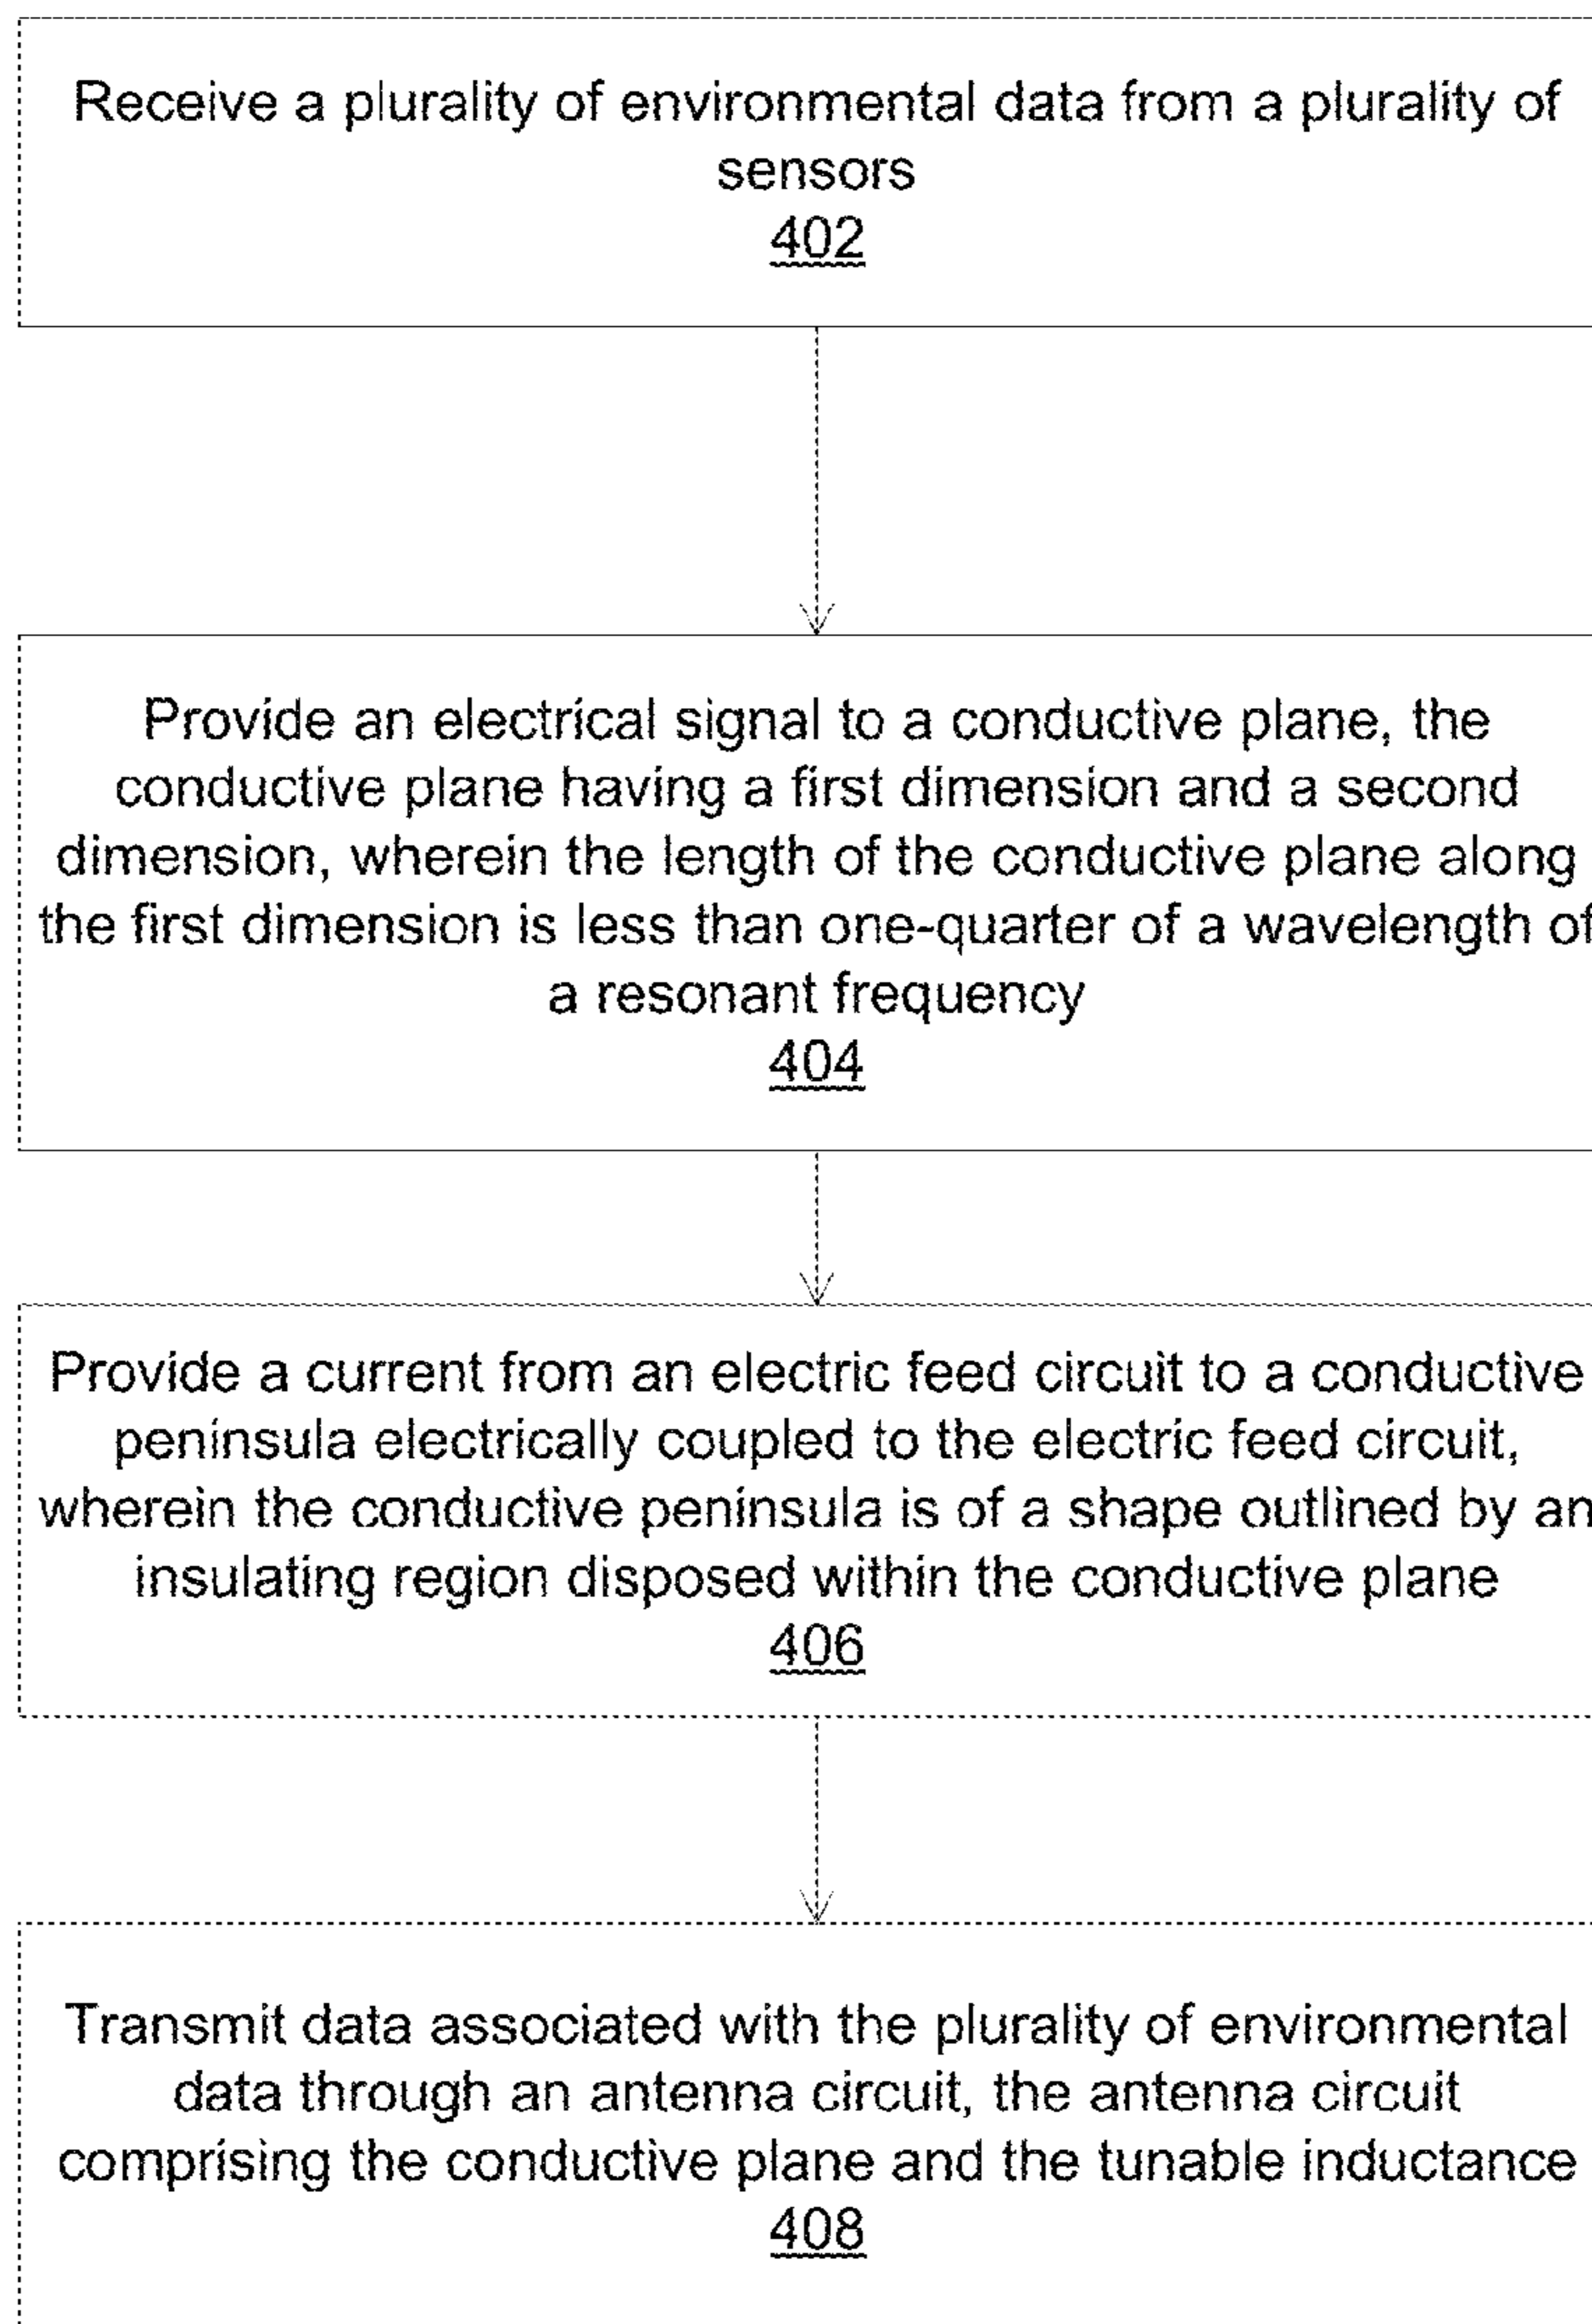 Receive a plurality of environmental data from a plurality of
sensors
402
Provide an electrical signal to a conductive plane, the
conductive plane having a first dimension and a second
dimension, wherein the length of the conductive plane along
the first dimension is less than one-quarter of a wavelength of
a resonant frequency
404
Provide a current from an electric feed circuit to a conductive
peninsula electrically coupled to the electric feed circuit,
wherein the conductive peninsula is of a shape outlined by an
insulating region disposed within the conductive plane
406
Transmit data associated with the plurality of environmental
data through an antenna circuit, the antenna circuit
comprising the conductive plane and the tunable inductance
408